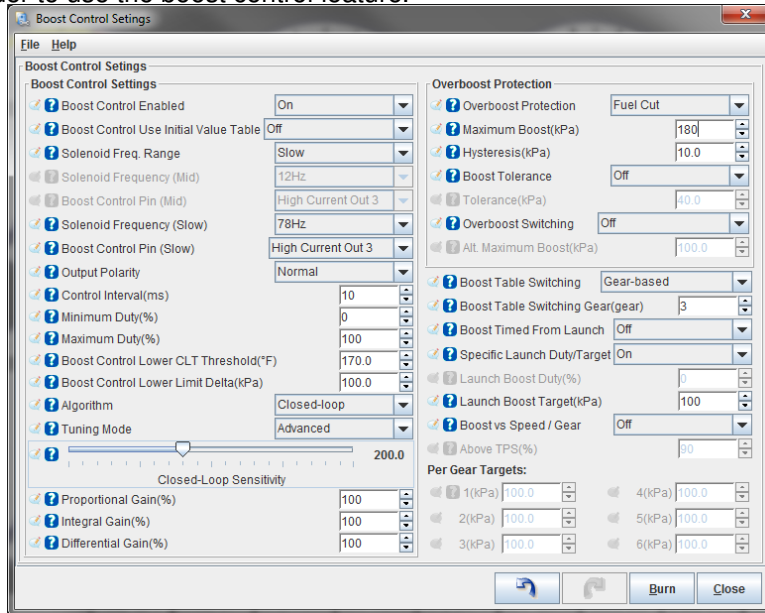 der to use the boost control feature.
Boost Control Setings
File Help
Boost Control Setings
Boost Control Settings
Boost Control Enabled On
Boost Control Use Initial Value Table Off
Solenoid Freq. Range Slow
Solenoid Frequency (Mid) 12Hz
Boost Control Pin (Mid) High Current Out 3
Solenoid Frequency (Slow) 78Hz
Boost Control Pin (Slow) High Current Out 3
Output Polarity Normal
Control Interval(ms) 10
Minimum Duty(%) 0
Maximum Duty(%) 100
Boost Control Lower CLT Threshold(°F) 170.0
Boost Control Lower Limit Delta(kPa) 100.0
Algorithm Closed-loop
Tuning Mode Advanced
200.0
Closed-Loop Sensitivity
Proportional Gain(%) 100
Integral Gain(%) 100
Differential Gain(%) 100
Overboost Protection
Overboost Protection Fuel Cut
Maximum Boost(kPa) 180
Hysteresis(kPa) 10.0
Boost Tolerance Off
Tolerance(kPa) 40.0
Overboost Switching Off
Alt. Maximum Boost(kPa) 100.0
Boost Table Switching Gear-based
Boost Table Switching Gear(gear) 3
Boost Timed From Launch Off
Specific Launch Duty/Target On
Launch Boost Duty(%) 0
Launch Boost Target(kPa) 100
Boost vs Speed / Gear Off
Above TPS(%) 90
Per Gear Targets:
1(kPa) 100.0 4(kPa) 100.0
2(kPa) 100.0 5(kPa) 100.0
3(kPa) 100.0 6(kPa) 100.0
Burn Close